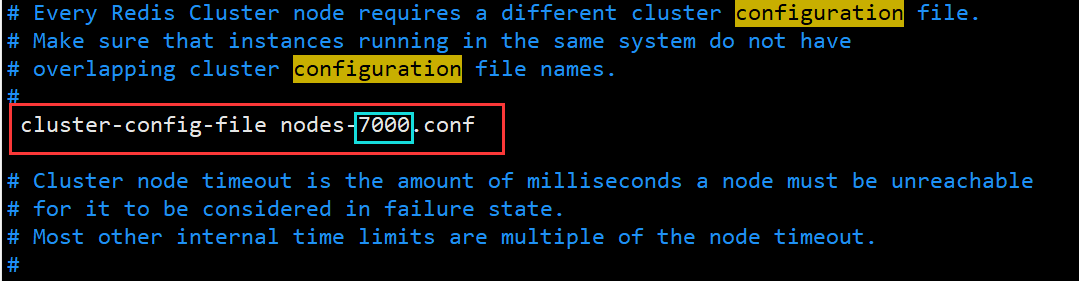 # Every Redis Cluster node requires a different cluster configuration file.
# Make sure that instances running in the same system do not have
# overlapping cluster configuration file names.
#
cluster-config-file nodes-7000.conf
# Cluster node timeout is the amount of milliseconds a node must be unreachable
# for it to be considered in failure state.
# Most other internal time limits are multiple of the node timeout.
#